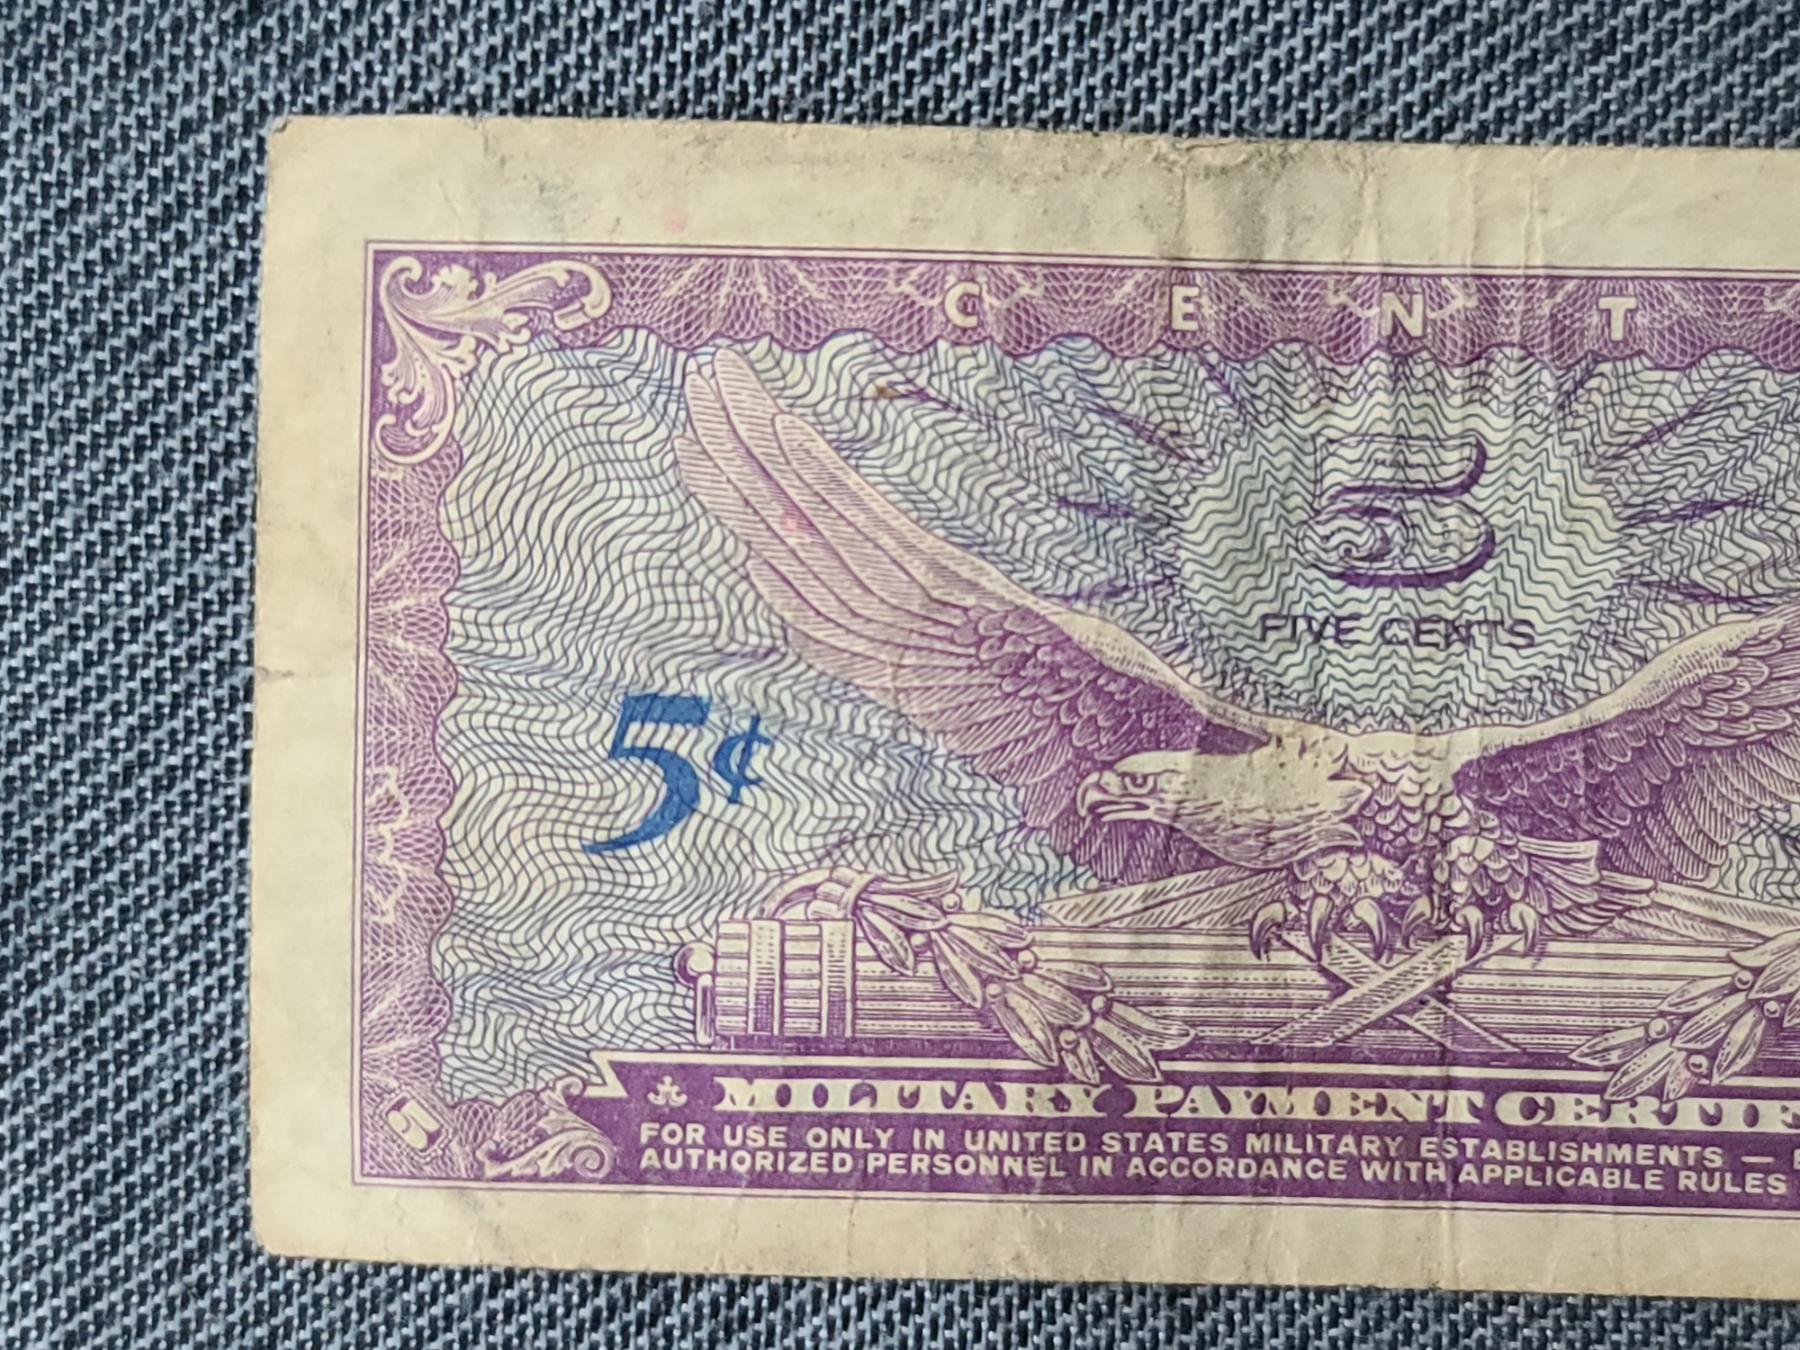 C E N T
5
FIVE CENTS
5¢
MILITARY PAYMENT
5
FOR USE ONLY IN UNITED STATES MILITARY ESTABLISHMENTS —
AUTHORIZED PERSONNEL IN ACCORDANCE WITH APPLICABLE RULES